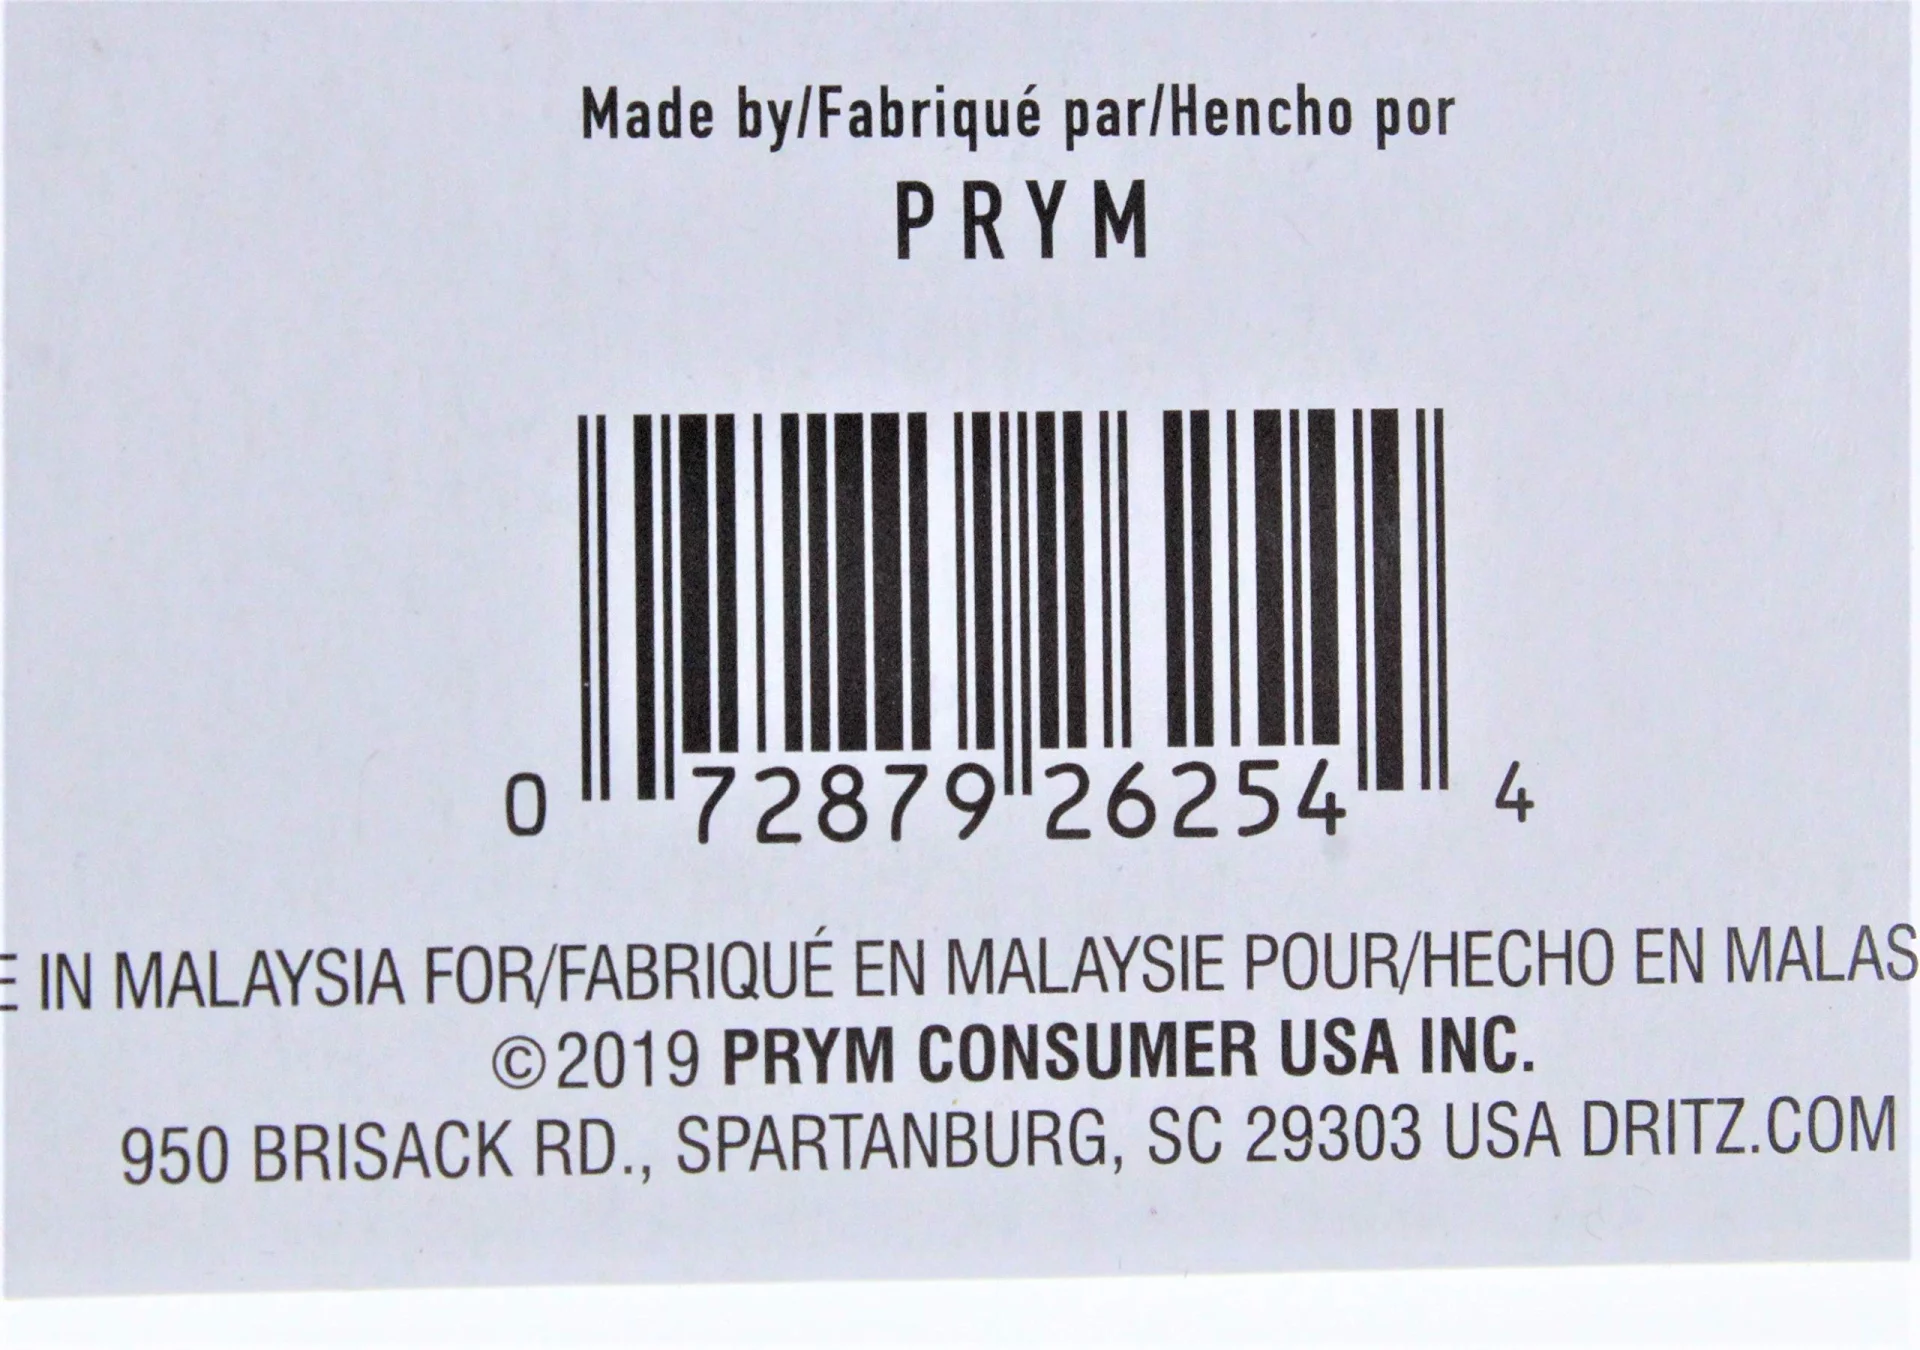 Made by/Fabriqué par/Hencho por
PRYM
0 72879 26254 4
IN MALAYSIA FOR/FABRIQUÉ EN MALAYSIE POUR/HECHO EN MALAS
©2019 PRYM CONSUMER USA INC.
950 BRISACK RD., SPARTANBURG, SC 29303 USA DRITZ.COM